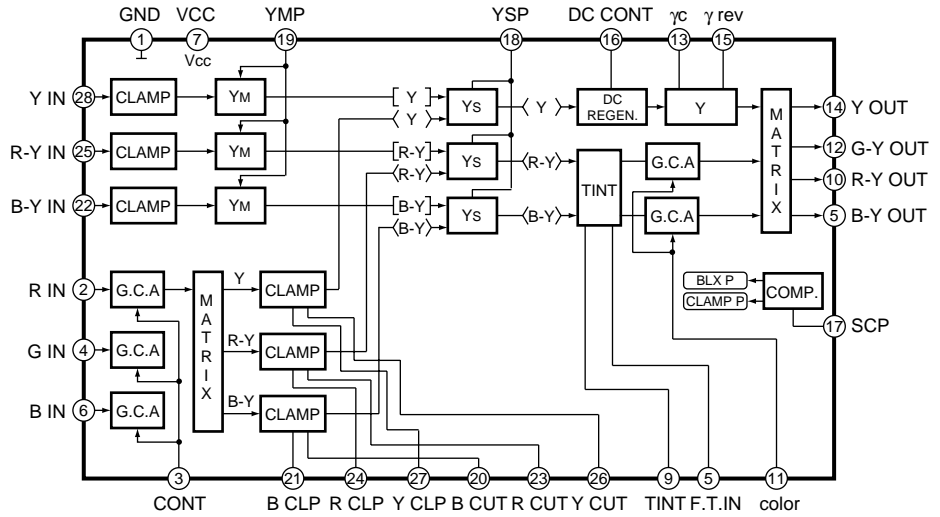 GND VCC YMP YSP DC CONT γc γ rev
1 7 19 18 16 13 15
Vcc
Y IN 28 CLAMP YM [Y] YS ⟨Y⟩ DC REGEN. Y 14 Y OUT
⟨Y⟩
R-Y IN 25 CLAMP YM [R-Y] YS ⟨R-Y⟩ TINT G.C.A MATRIX 12 G-Y OUT
⟨R-Y⟩
10 R-Y OUT
B-Y IN 22 CLAMP YM [B-Y] YS ⟨B-Y⟩ G.C.A 5 B-Y OUT
⟨B-Y⟩
R IN 2 G.C.A MATRIX Y CLAMP BLX P COMP.
CLAMP P
17 SCP
G IN 4 G.C.A R-Y CLAMP
B IN 6 G.C.A B-Y CLAMP
3 21 24 27 20 23 26 9 5 11
CONT B CLP R CLP Y CLP B CUT R CUT Y CUT TINT F.T.IN color